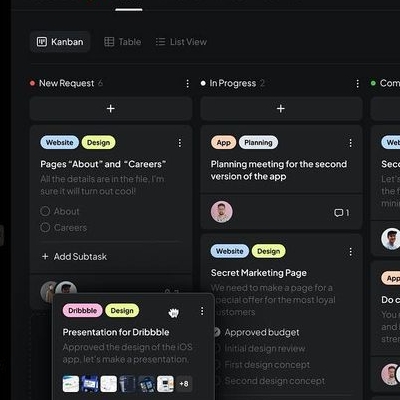 Kanban
Table
List View
New Request 6
In Progress 2
Com
+
+
Website Design
Pages “About” and “Careers”
All the details are in the file, I'm
sure it will turn out cool!
About
Careers
+ Add Subtask
App Planning
Planning meeting for the second
version of the app
1
Website Design
Secret Marketing Page
We need to make a page for a
special offer for the most loyal
customers
Approved budget
Initial design review
First design concept
Second design concept
Dribbble Design
Presentation for Dribbble
Approved the design of the iOS
app, let's make a presentation.
+8
Web
Seco
Let's
the f
mini
App
Do c
You
and
stren